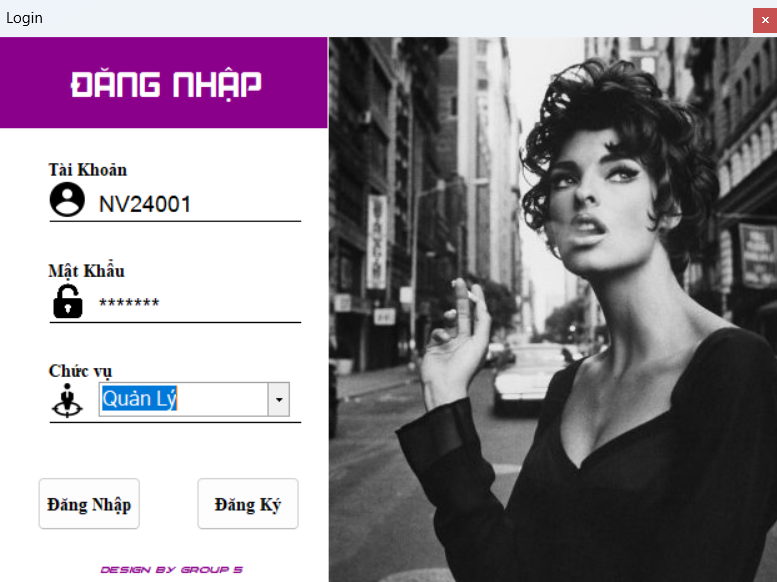 Login
ĐĂNG NHẬP
Tài Khoản
NV24001
Mật Khẩu
*******
Chức vụ
Quản Lý
Đăng Nhập
Đăng Ký
DESIGN BY GROUP 5